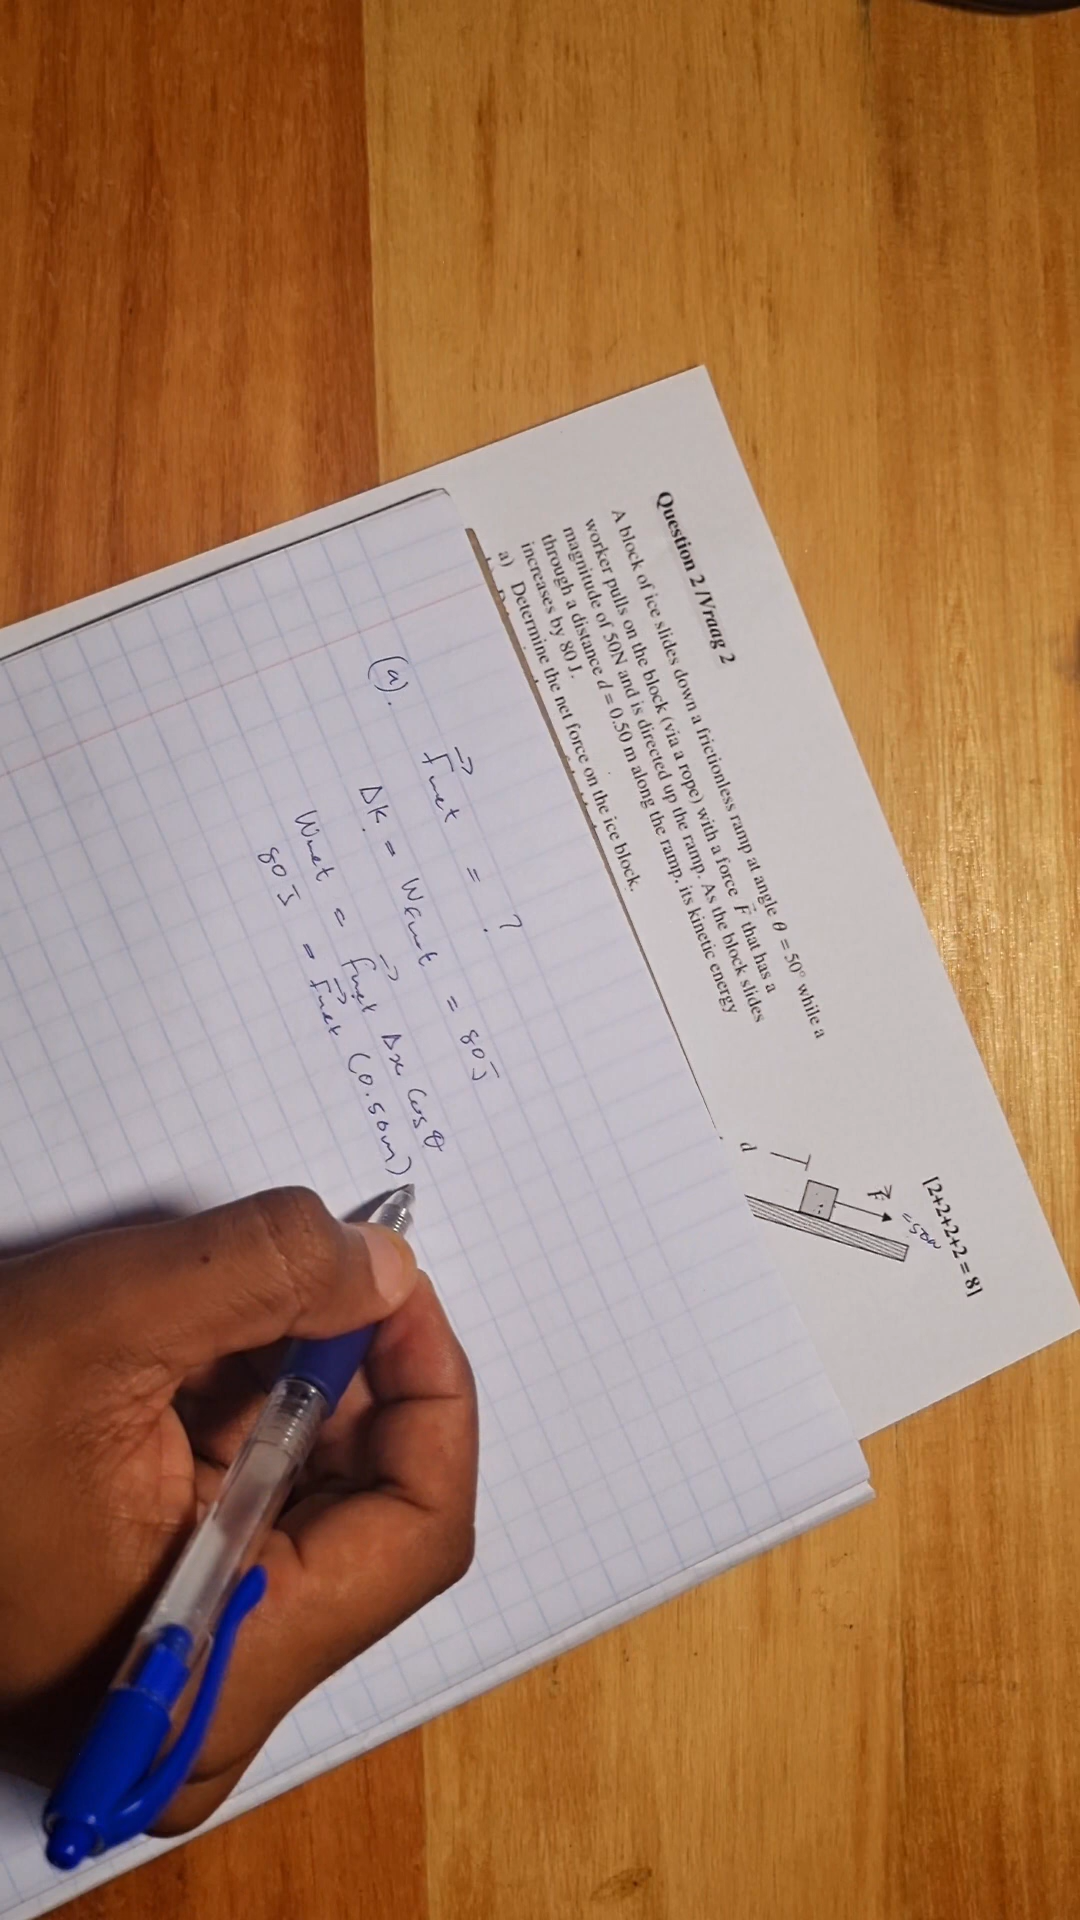 Question 2 /Vraag 2
[2+2+2+2 = 8]
A block of ice slides down a frictionless ramp at angle θ = 50° while a
worker pulls on the block (via a rope) with a force F⃗ that has a
magnitude of 50N and is directed up the ramp. As the block slides
through a distance d = 0.50 m along the ramp, its kinetic energy
increases by 80 J.
a) Determine the net force on the ice block.
F⃗
=50N
d
(a). F⃗net = ?
ΔK = WFnet = 80J
Wnet = F⃗net Δx Cos θ
80J = F⃗net (0.50m)